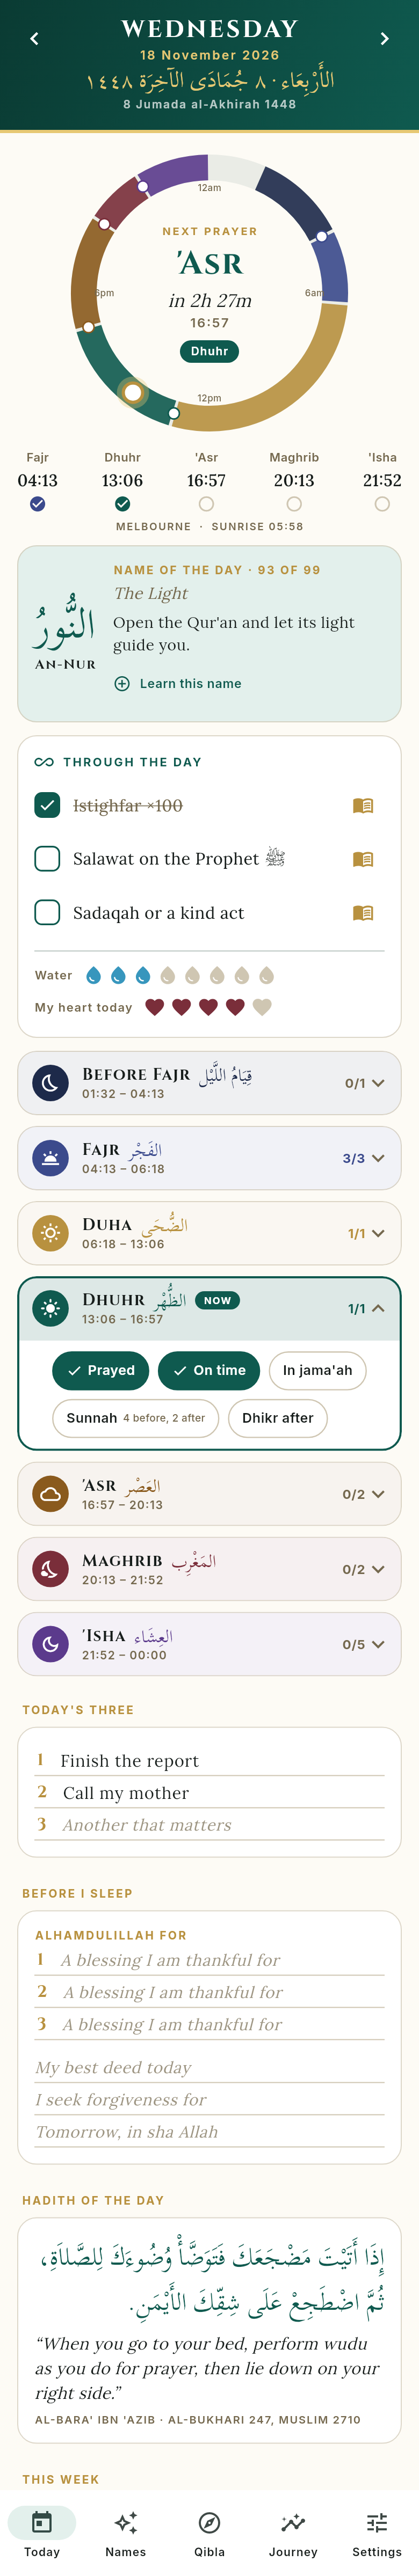 WEDNESDAY
18 November 2026
الْأَرْبِعَاء · ٨ جُمَادَى الآخِرَة ١٤٤٨
8 Jumada al-Akhirah 1448
12am
6pm
6am
12pm
NEXT PRAYER
'ASR
in 2h 27m
16:57
Dhuhr
Fajr Dhuhr 'Asr Maghrib 'Isha
04:13 13:06 16:57 20:13 21:52
MELBOURNE · SUNRISE 05:58
النُّورُ
AN-NUR
NAME OF THE DAY · 93 OF 99
The Light
Open the Qur'an and let its light
guide you.
Learn this name
THROUGH THE DAY
Istighfar ×100
Salawat on the Prophet ﷺ
Sadaqah or a kind act
Water
My heart today
BEFORE FAJR قِيَامُ اللَّيْل
01:32 – 04:13
0/1
FAJR الفَجْر
04:13 – 06:18
3/3
DUHA الضُّحَى
06:18 – 13:06
1/1
DHUHR الظُّهْر NOW
13:06 – 16:57
1/1
Prayed
On time
In jama'ah
Sunnah 4 before, 2 after
Dhikr after
'ASR العَصْر
16:57 – 20:13
0/2
MAGHRIB المَغْرِب
20:13 – 21:52
0/2
'ISHA العِشَاء
21:52 – 00:00
0/5
TODAY'S THREE
1 Finish the report
2 Call my mother
3 Another that matters
BEFORE I SLEEP
ALHAMDULILLAH FOR
1 A blessing I am thankful for
2 A blessing I am thankful for
3 A blessing I am thankful for
My best deed today
I seek forgiveness for
Tomorrow, in sha Allah
HADITH OF THE DAY
إِذَا أَتَيْتَ مَضْجَعَكَ فَتَوَضَّأْ وُضُوءَكَ لِلصَّلاَةِ،
ثُمَّ اضْطَجِعْ عَلَى شِقِّكَ الأَيْمَنِ.
“When you go to your bed, perform wudu
as you do for prayer, then lie down on your
right side.”
AL-BARA' IBN 'AZIB · AL-BUKHARI 247, MUSLIM 2710
THIS WEEK
Today Names Qibla Journey Settings